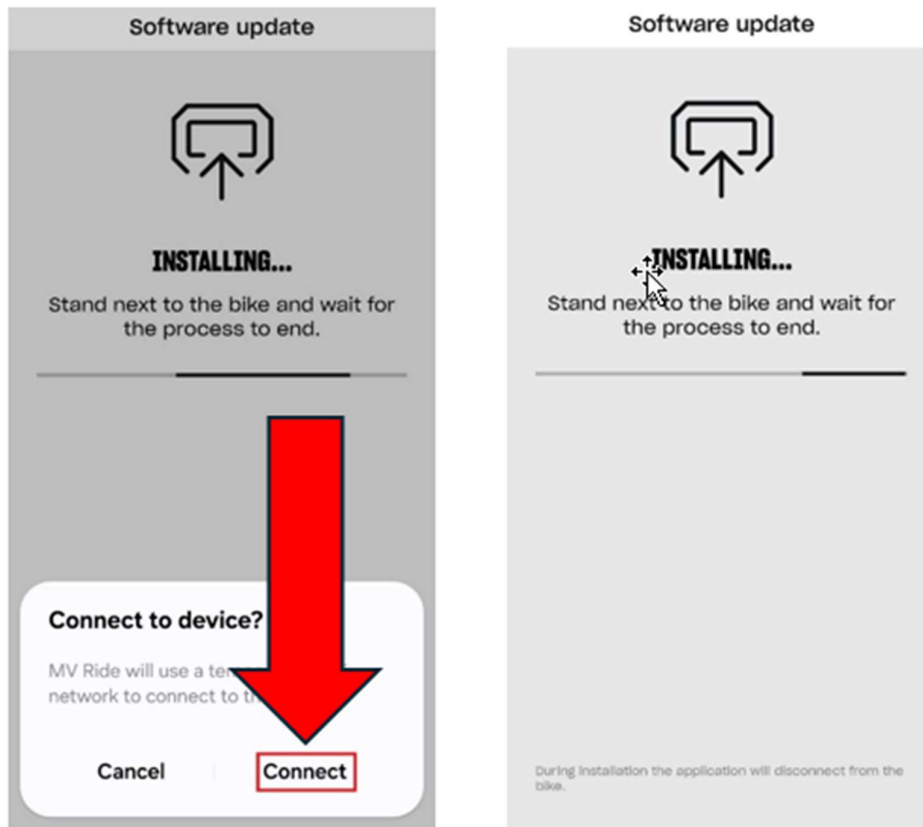 Software update
INSTALLING...
Stand next to the bike and wait for
the process to end.
Connect to device?
MV Ride will use a
network to connect to
Cancel
Connect
Software update
INSTALLING...
Stand next to the bike and wait for
the process to end.
During installation the application will disconnect from the
bike.